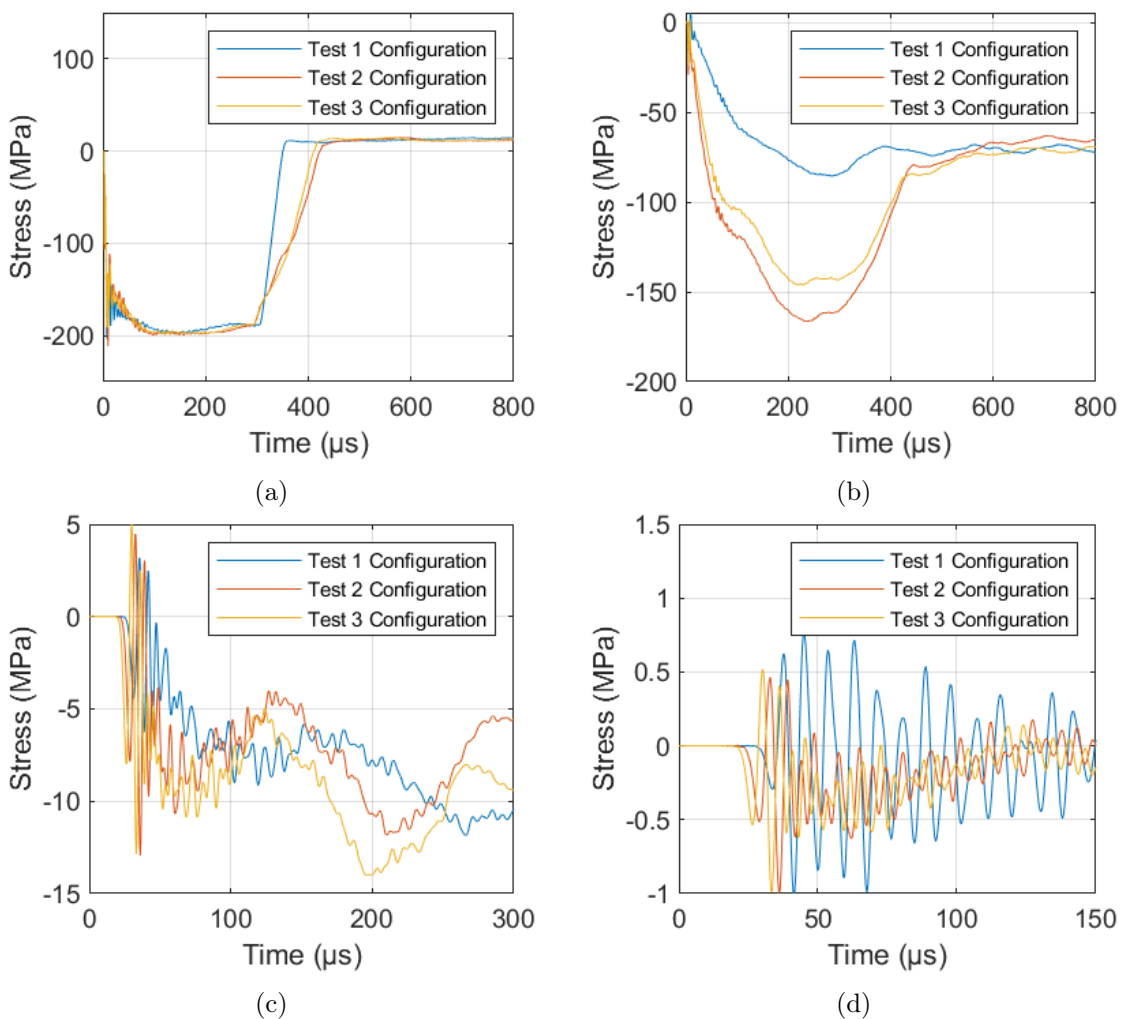 Stress (MPa)
100
0
-100
-200
0
200
400
600
800
Time (µs)
Test 1 Configuration
Test 2 Configuration
Test 3 Configuration
(a)
Stress (MPa)
0
-50
-100
-150
-200
0
200
400
600
800
Time (µs)
Test 1 Configuration
Test 2 Configuration
Test 3 Configuration
(b)
Stress (MPa)
5
0
-5
-10
-15
0
100
200
300
Time (µs)
Test 1 Configuration
Test 2 Configuration
Test 3 Configuration
(c)
Stress (MPa)
1.5
1
0.5
0
-0.5
-1
0
50
100
150
Time (µs)
Test 1 Configuration
Test 2 Configuration
Test 3 Configuration
(d)